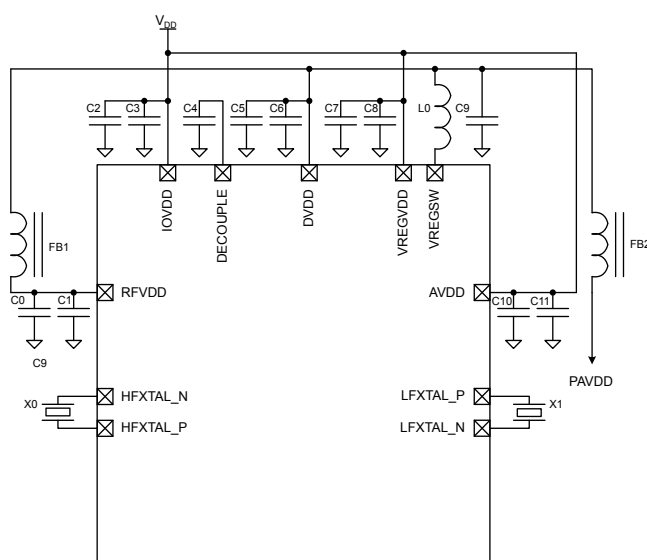 VDD
C2
C3
C4
C5
C6
C7
C8
L0
C9
IOVDD
DECOUPLE
DVDD
VREGVDD
VREGSW
FB1
FB2
C0
C1
RFVDD
AVDD
C10
C11
C9
PAVDD
X0
HFXTAL_N
HFXTAL_P
LFXTAL_P
LFXTAL_N
X1